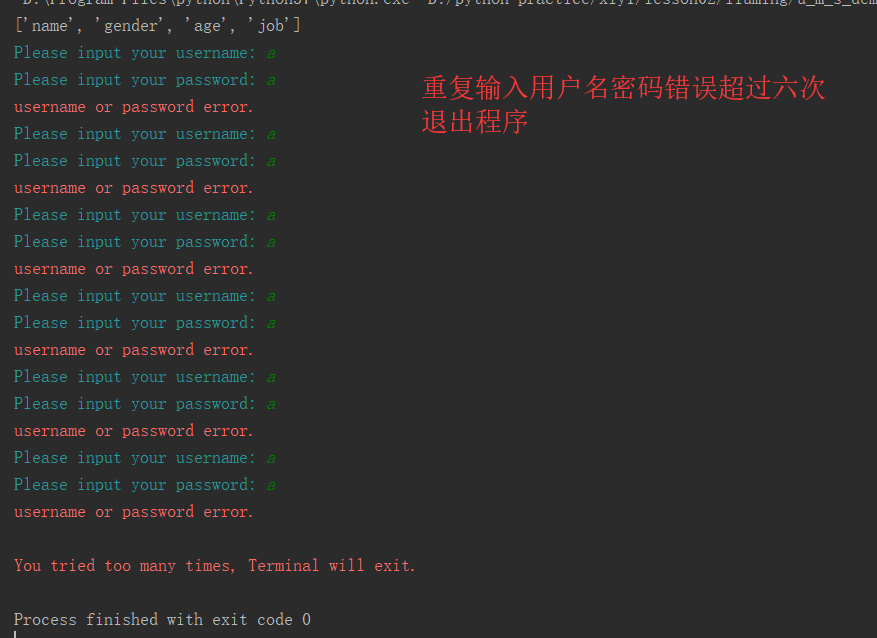 ['name', 'gender', 'age', 'job']
Please input your username: a
Please input your password: a
username or password error.
重复输入用户名密码错误超过六次
退出程序
Please input your username: a
Please input your password: a
username or password error.
Please input your username: a
Please input your password: a
username or password error.
Please input your username: a
Please input your password: a
username or password error.
Please input your username: a
Please input your password: a
username or password error.
Please input your username: a
Please input your password: a
username or password error.
You tried too many times, Terminal will exit.
Process finished with exit code 0